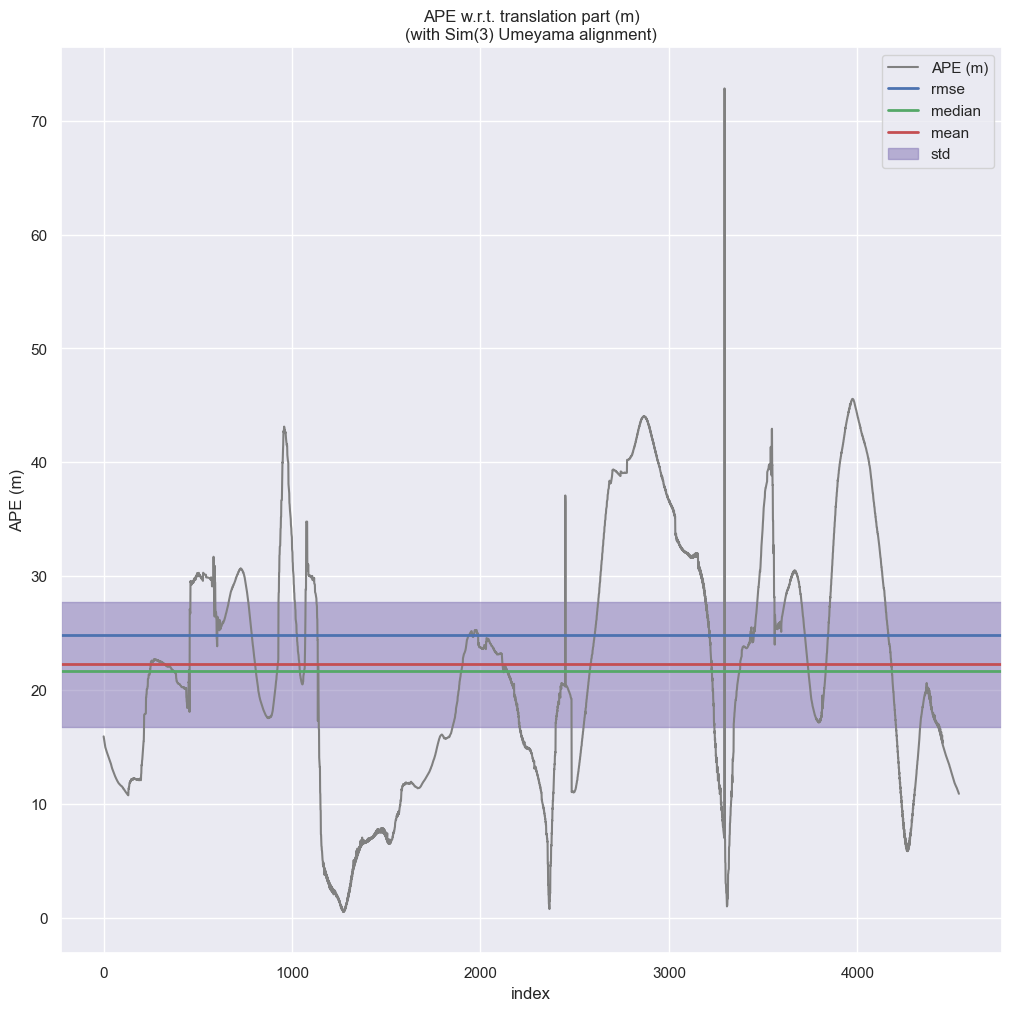 APE w.r.t. translation part (m)
(with Sim(3) Umeyama alignment)
APE (m)
rmse
median
mean
std
APE (m)
70
60
50
40
30
20
10
0
0
1000
2000
3000
4000
index